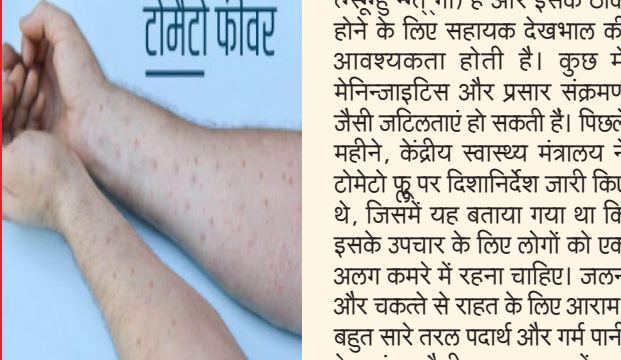 टोमैटो फीवर
है और इसके ठीक
होने के लिए सहायक देखभाल की
आवश्यकता होती है। कुछ में
मेनिन्जाइटिस और प्रसार संक्रमण
जैसी जटिलताएं हो सकती है। पिछले
महीने, केंद्रीय स्वास्थ्य मंत्रालय ने
टोमेटो फ्लू पर दिशानिर्देश जारी किए
थे, जिसमें यह बताया गया था कि
इसके उपचार के लिए लोगों को एक
अलग कमरे में रहना चाहिए। जलन
और चकत्ते से राहत के लिए आराम
बहुत सारे तरल पदार्थ और गर्म पानी